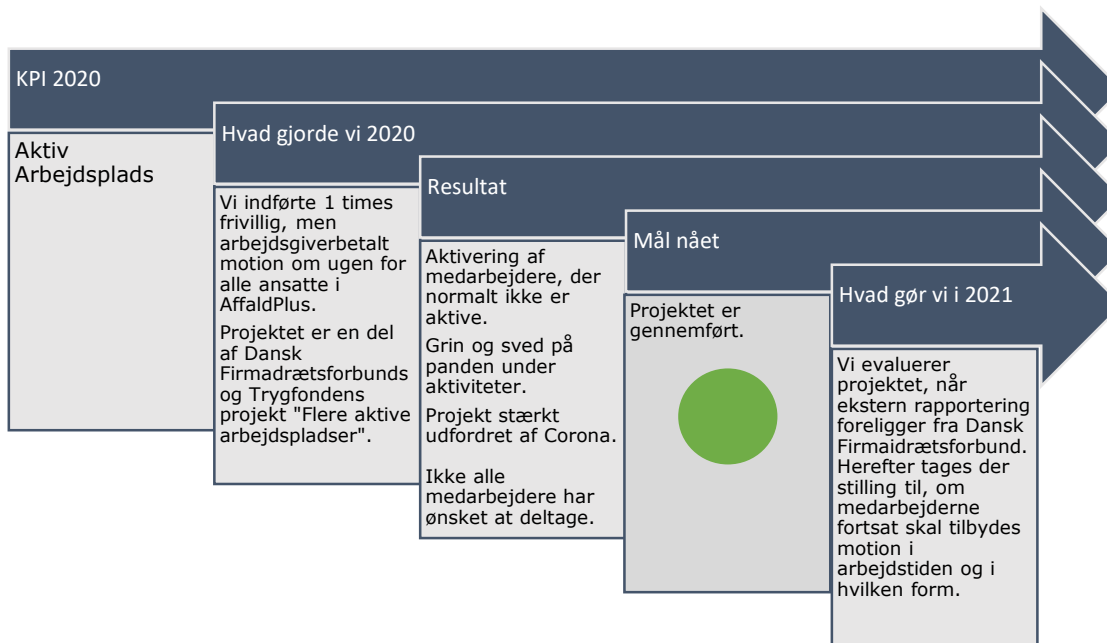 KPI 2020
Aktiv
Arbejdsplads
Hvad gjorde vi 2020
Vi indførte 1 times
frivillig, men
arbejdsgiverbetalt
motion om ugen for
alle ansatte i
AffaldPlus.
Projektet er en del
af Dansk
Firmadrætsforbunds
og Trygfondens
projekt "Flere aktive
arbejdspladser".
Resultat
Aktivering af
medarbejdere, der
normalt ikke er
aktive.
Grin og sved på
panden under
aktiviteter.
Projekt stærkt
udfordret af Corona.
Ikke alle
medarbejdere har
ønsket at deltage.
Mål nået
Projektet er
gennemført.
Hvad gør vi i 2021
Vi evaluerer
projektet, når
ekstern rapportering
foreligger fra Dansk
Firmaidrætsforbund.
Herefter tages der
stilling til, om
medarbejderne
fortsat skal tilbydes
motion i
arbejdstiden og i
hvilken form.